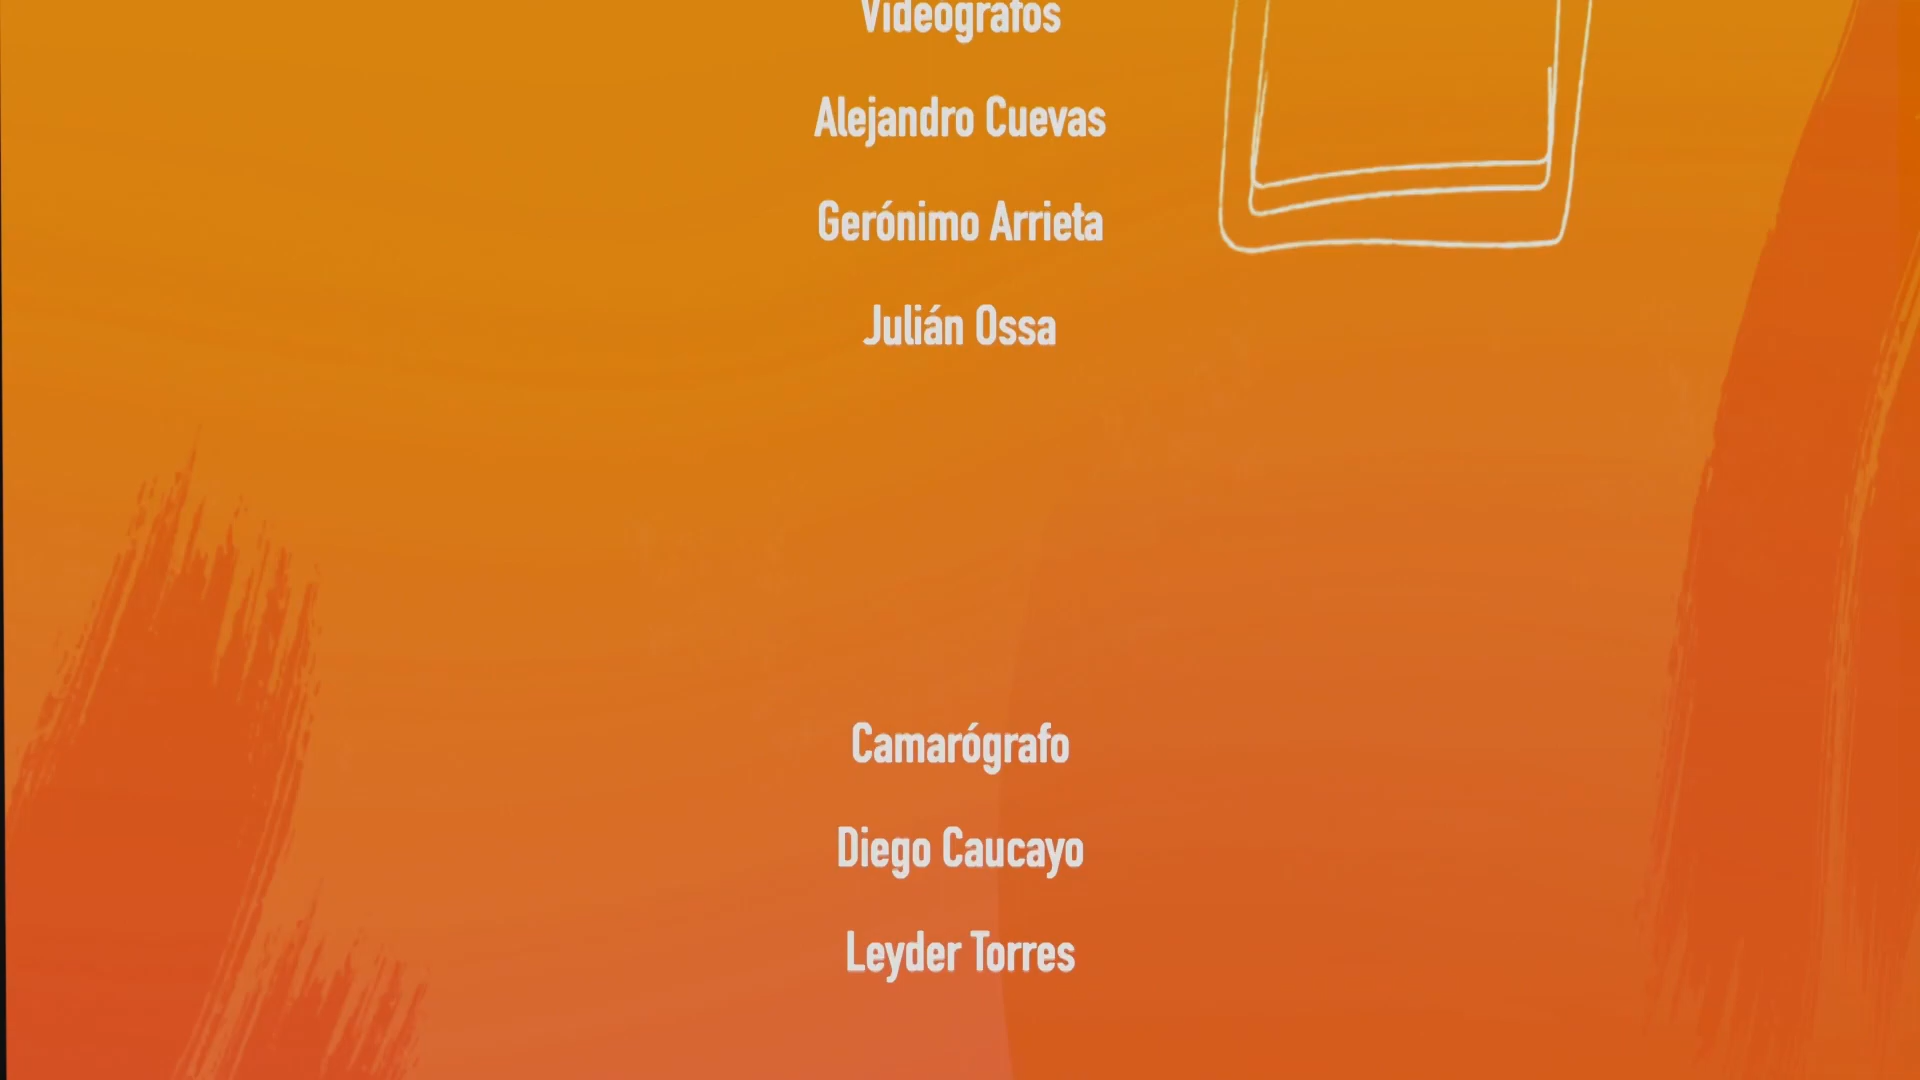 Videógrafos
Alejandro Cuevas
Gerónimo Arrieta
Julián Ossa
Camarógrafo
Diego Caucayo
Leyder Torres